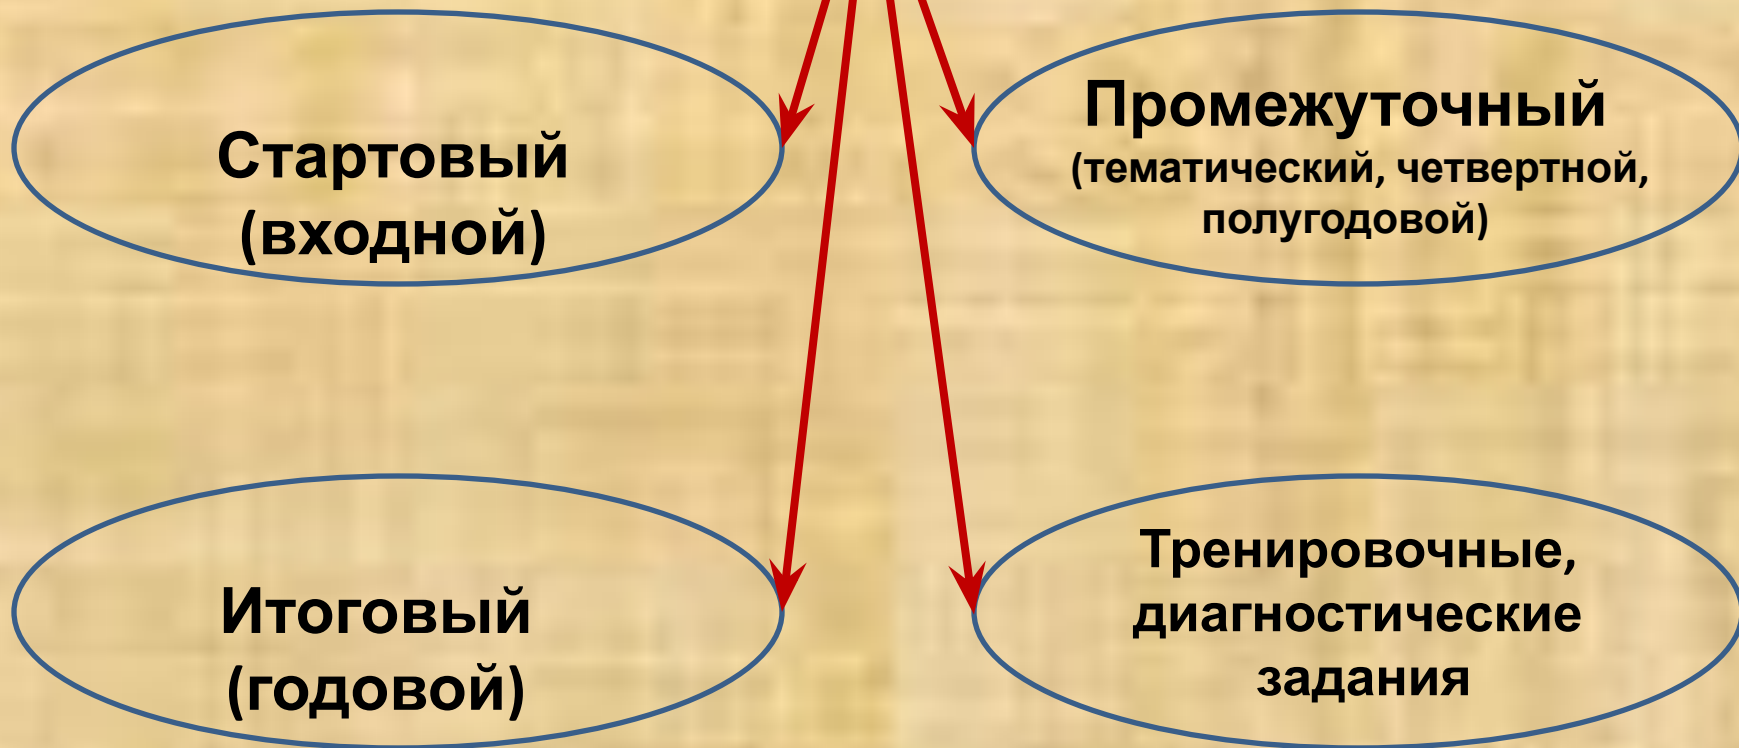 Стартовый
(входной)
Промежуточный
(тематический, четвертной,
полугодовой)
Итоговый
(годовой)
Тренировочные,
диагностические
задания